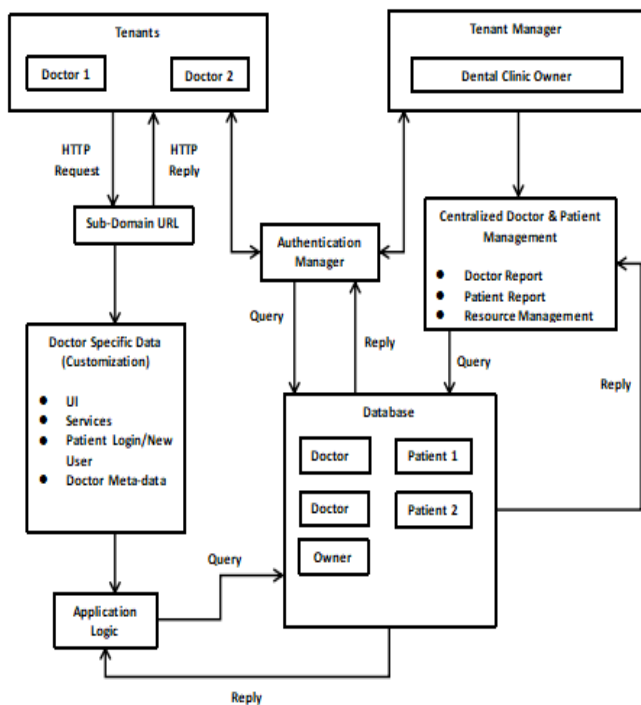 Tenants
Doctor 1
Doctor 2
Tenant Manager
Dental Clinic Owner
HTTP
Request
HTTP
Reply
Sub-Domain URL
Authentication
Manager
Centralized Doctor & Patient
Management
● Doctor Report
● Patient Report
● Resource Management
Query
Reply
Query
Reply
Doctor Specific Data
(Customization)
● UI
● Services
● Patient Login/New
User
● Doctor Meta-data
Database
Doctor
Patient 1
Doctor
Patient 2
Owner
Query
Application
Logic
Reply